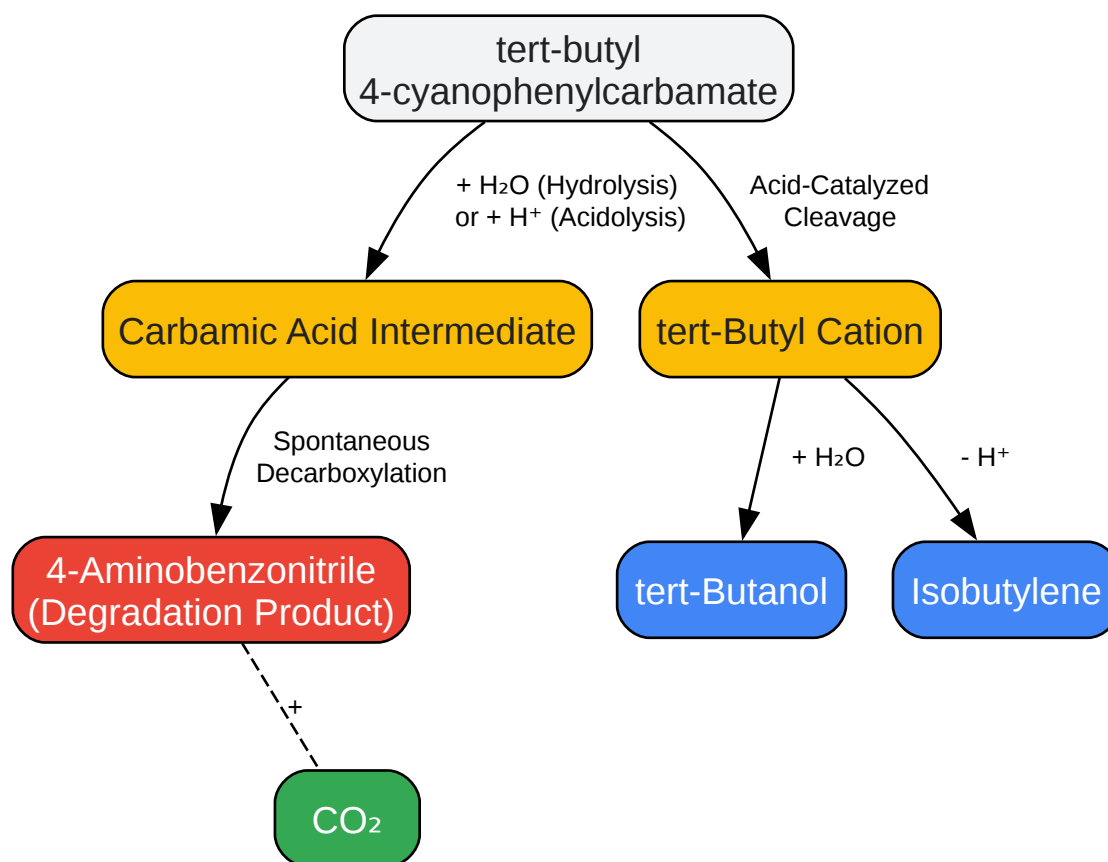 tert-butyl
4-cyanophenylcarbamate
+ H₂O (Hydrolysis)
or + H⁺ (Acidolysis)
Acid-Catalyzed
Cleavage
Carbamic Acid Intermediate
tert-Butyl Cation
Spontaneous
Decarboxylation
+ H₂O
- H⁺
4-Aminobenzonitrile
(Degradation Product)
tert-Butanol
Isobutylene
+
CO₂